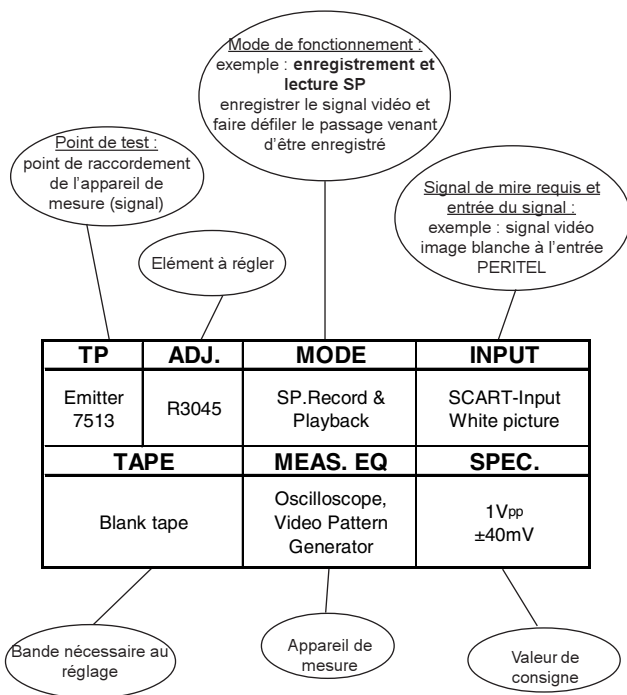 Mode de fonctionnement :
exemple : enregistrement et
lecture SP
enregistrer le signal vidéo et
faire défiler le passage venant
d'être enregistré
Point de test :
point de raccordement
de l'appareil de
mesure (signal)
Signal de mire requis et
entrée du signal :
exemple : signal vidéo
image blanche à l'entrée
PERITEL
Elément à régler
TP ADJ. MODE INPUT
Emitter
7513
R3045
SP.Record &
Playback
SCART-Input
White picture
TAPE MEAS. EQ SPEC.
Blank tape
Oscilloscope,
Video Pattern
Generator
1Vpp
±40mV
Bande nécessaire au
réglage
Appareil de
mesure
Valeur de
consigne